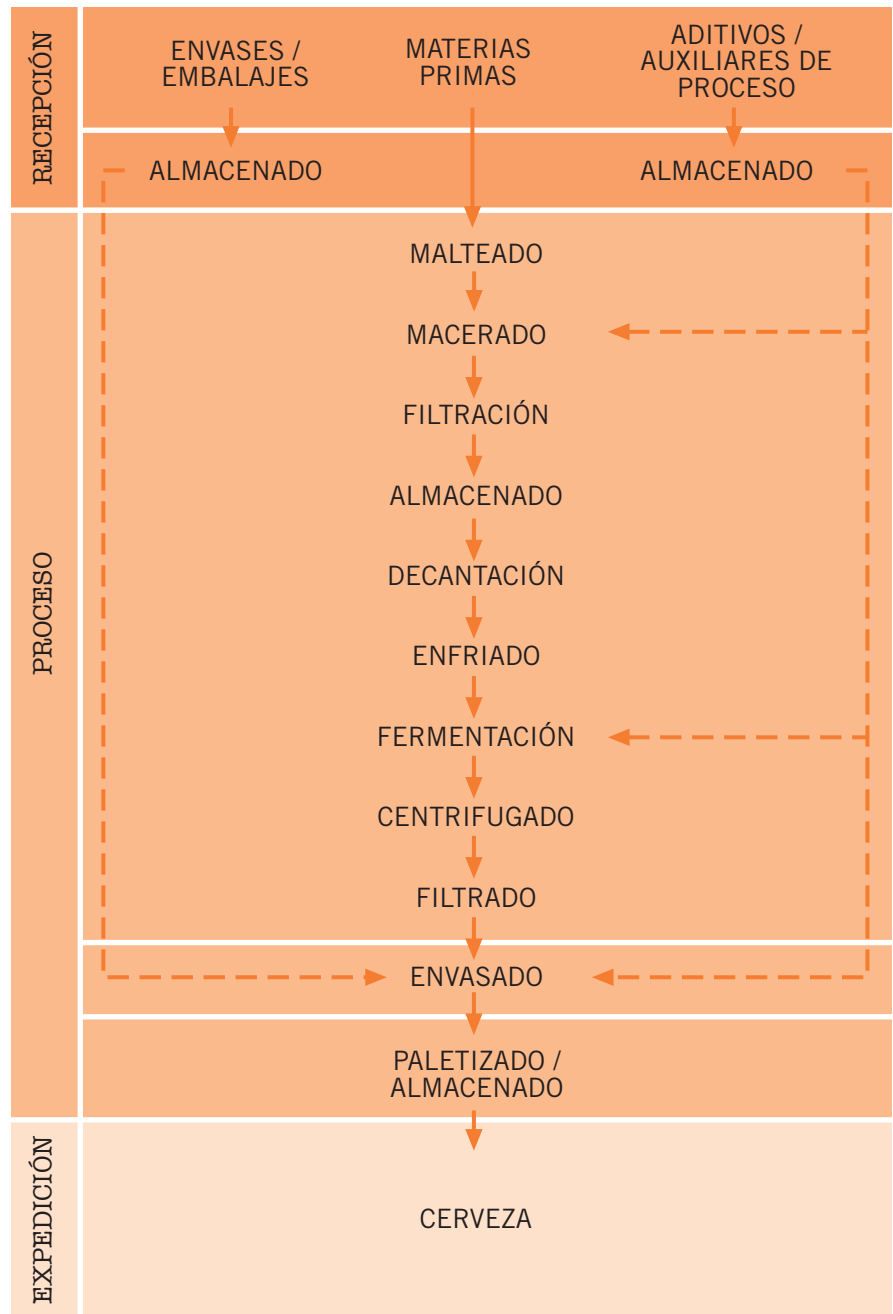 RECEPCIÓN
ENVASES /
EMBALAJES
MATERIAS
PRIMAS
ADITIVOS /
AUXILIARES DE
PROCESO
ALMACENADO
ALMACENADO
PROCESO
MALTEADO
MACERADO
FILTRACIÓN
ALMACENADO
DECANTACIÓN
ENFRIADO
FERMENTACIÓN
CENTRIFUGADO
FILTRADO
ENVASADO
PALETIZADO /
ALMACENADO
EXPEDICIÓN
CERVEZA